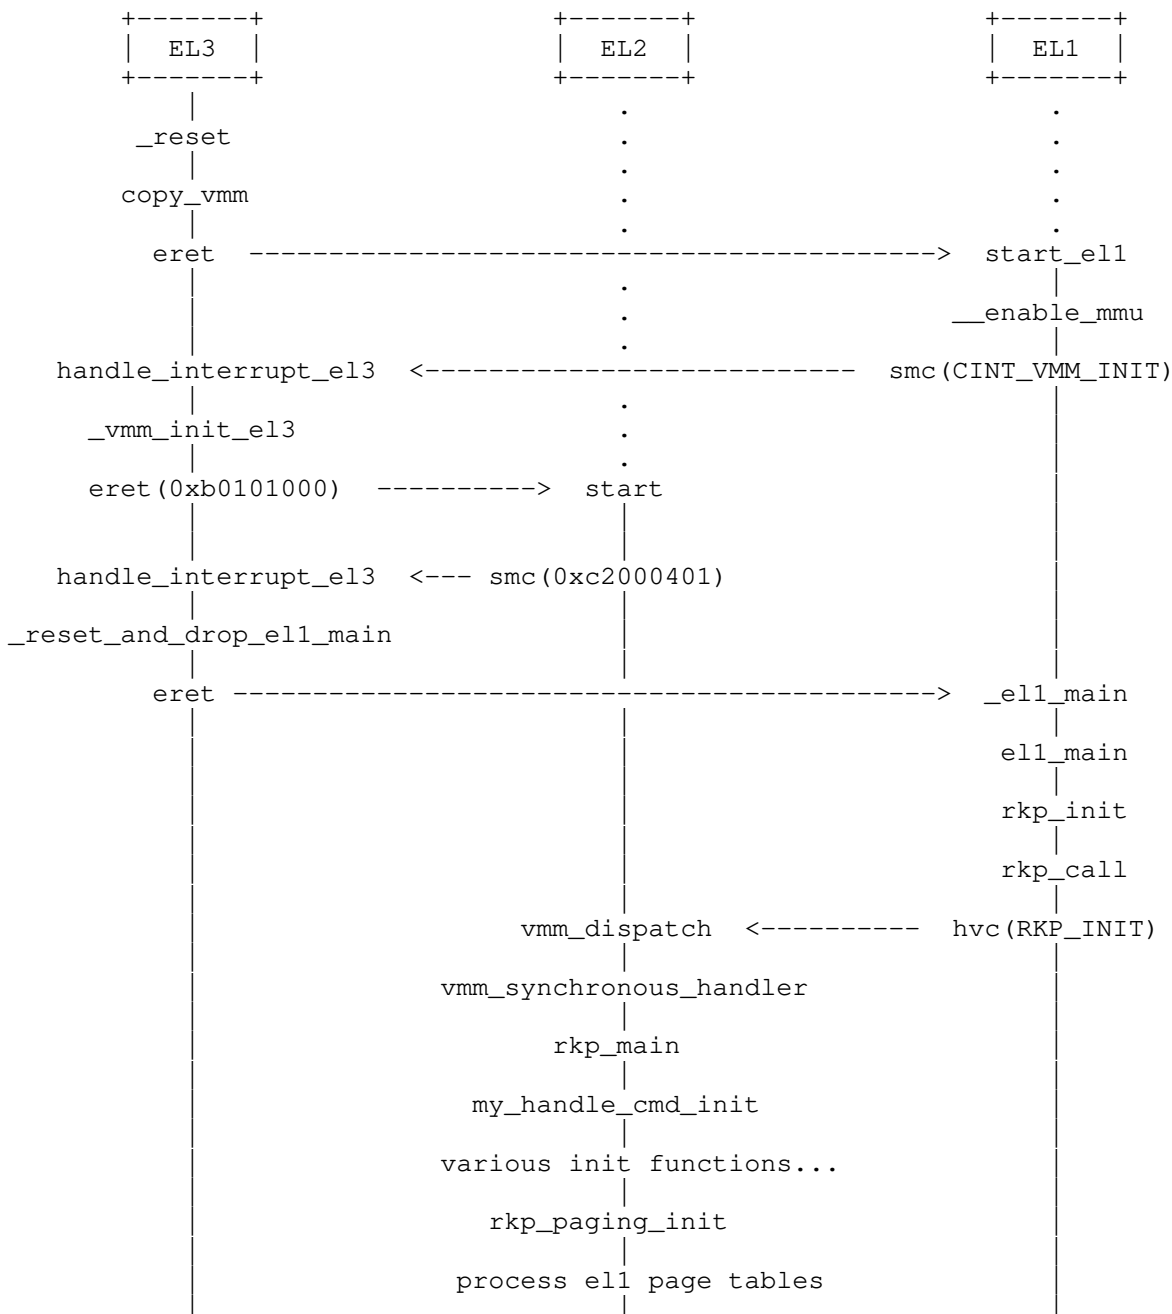 +-------+ +-------+ +-------+
| EL3 | | EL2 | | EL1 |
+-------+ +-------+ +-------+
| . .
_reset . .
| . .
copy_vmm . .
| . .
eret -------------------------------------------> start_el1
| . |
| . __enable_mmu
| . |
handle_interrupt_el3 <--------------------------- smc(CINT_VMM_INIT)
| . |
_vmm_init_el3 . |
| . |
eret(0xb0101000) ----------> start |
| | |
| | |
handle_interrupt_el3 <--- smc(0xc2000401) |
| | |
_reset_and_drop_el1_main | |
| | |
eret --------------------------------------------> _el1_main
| | |
| | el1_main
| | |
| | rkp_init
| | |
| | rkp_call
| | |
| vmm_dispatch <---------- hvc(RKP_INIT)
| | |
| vmm_synchronous_handler |
| | |
| rkp_main |
| | |
| my_handle_cmd_init |
| | |
| various init functions... |
| | |
| rkp_paging_init |
| | |
| process el1 page tables |
| | |